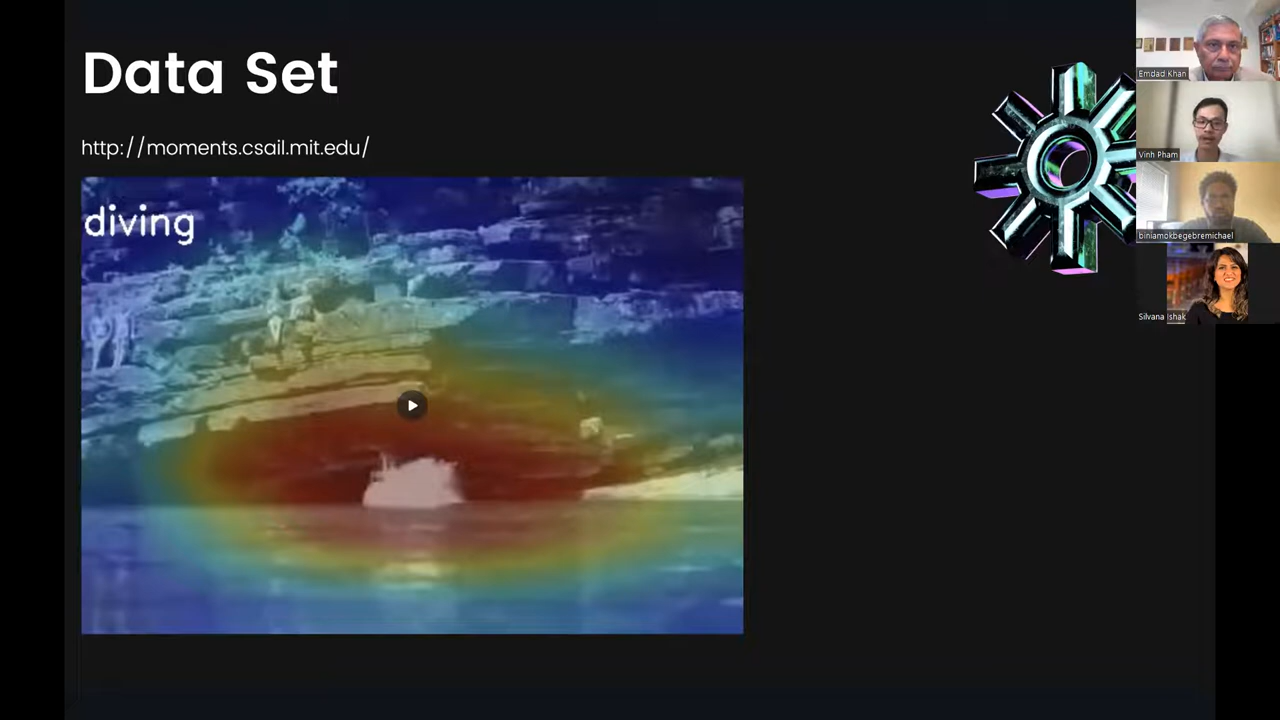 Data Set
http://moments.csail.mit.edu/
diving
Emdad Khan
Vinh Pham
biniamokbegebremichael
Silvana Ishak